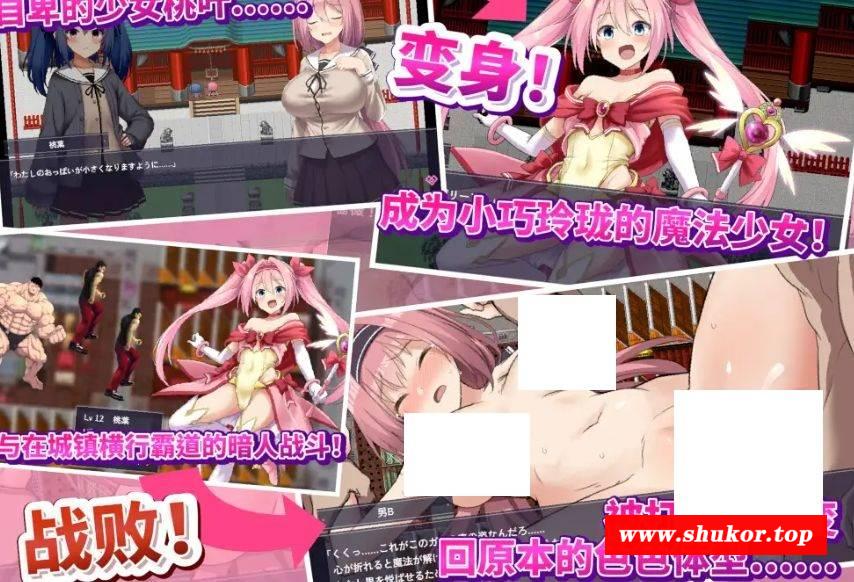 自卑的少女桃叶……
桃葉
「わたしのおっぱいが小さくなりますように……」
变身！
成为小巧玲珑的魔法少女！
Lv 12 桃葉
与在城镇横行霸道的暗人战斗！
战败！
男B
「くくっ……これがこのガ
心が折れると魔法が解
www.shukor.top
回原本的